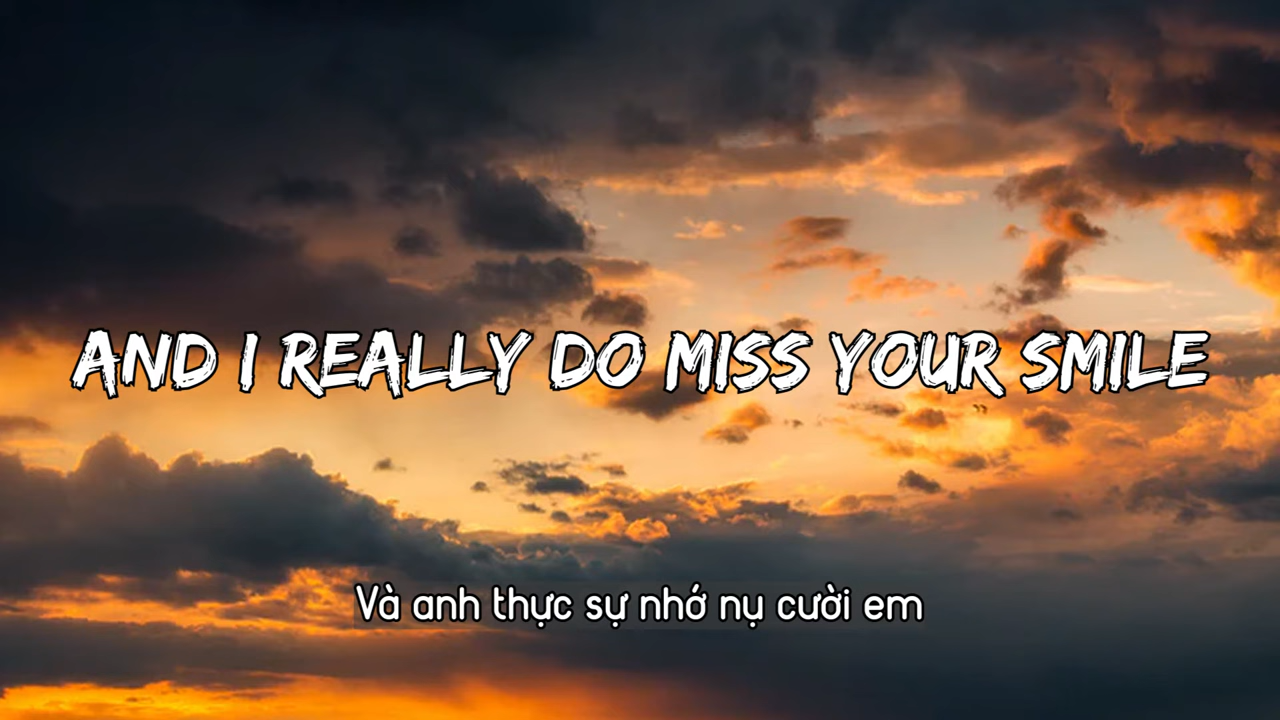 AND I REALLY DO MISS YOUR SMILE
Và anh thực sự nhớ nụ cười em